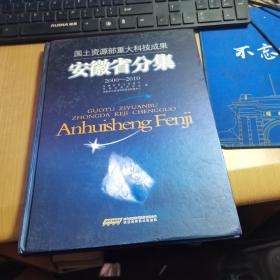 国土资源部重大科技成果
安徽省分集
2000—2010
GUOTU ZIYUANBU
ZHONGDA KEJI CHENGGUO
Anhuisheng Fenji
不忘